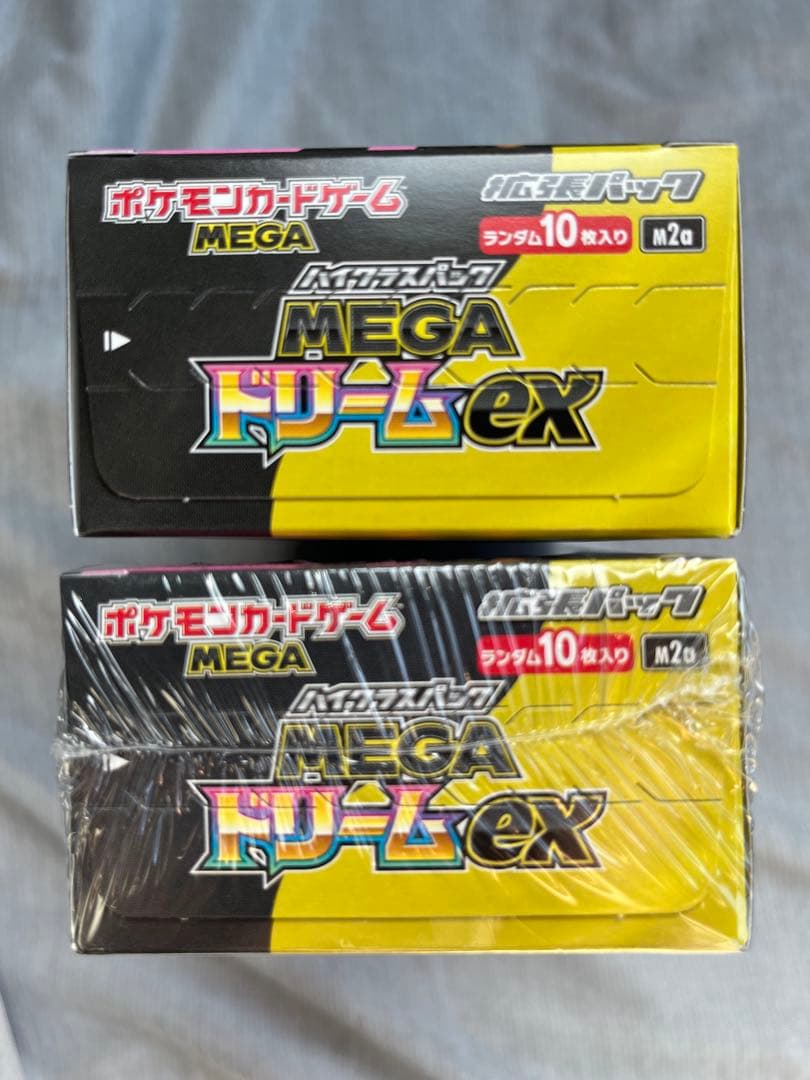 ポケモンカードゲーム
MEGA
拡張パック
ランダム10枚入り
M2a
ハイクラスパック
MEGA
ドリームex
ポケモンカードゲーム
MEGA
拡張パック
ランダム10枚入り
M2a
ハイクラスパック
MEGA
ドリームex